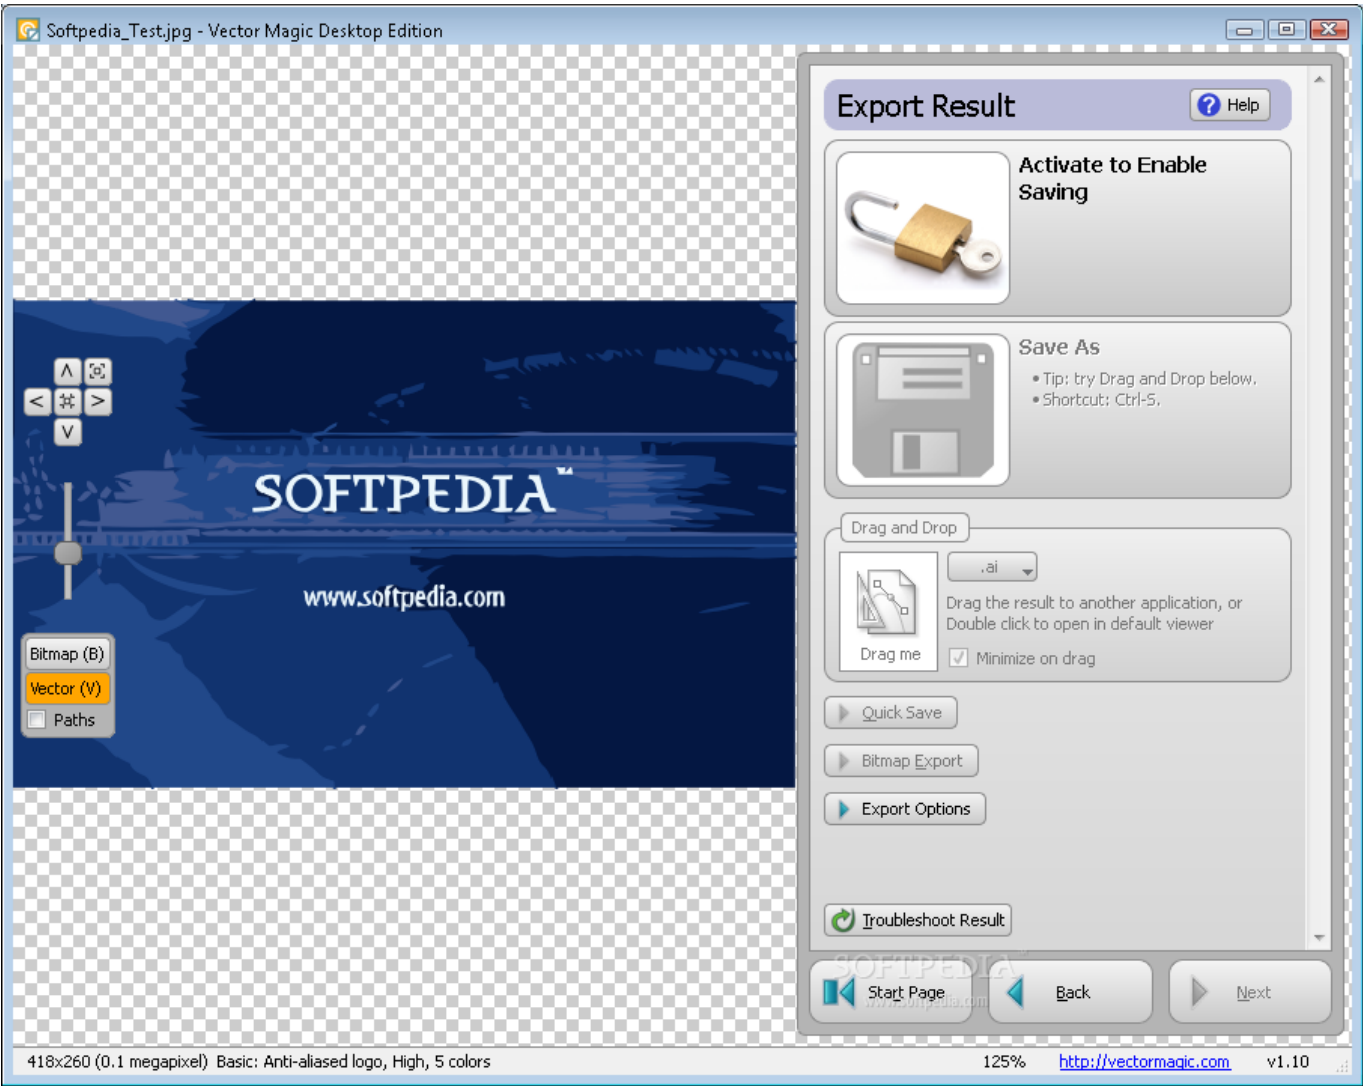 Softpedia_Test.jpg - Vector Magic Desktop Edition
Export Result
Help
Activate to Enable
Saving
Save As
• Tip: try Drag and Drop below.
• Shortcut: Ctrl-S.
SOFTPEDIA
www.softpedia.com
Bitmap (B)
Vector (V)
Paths
Drag and Drop
.ai
Drag the result to another application, or
Double click to open in default viewer
Drag me
Minimize on drag
Quick Save
Bitmap Export
Export Options
Troubleshoot Result
SOFTPEDIA
www.softpedia.com
Start Page
Back
Next
418x260 (0.1 megapixel) Basic: Anti-aliased logo, High, 5 colors
125%
http://vectormagic.com
v1.10